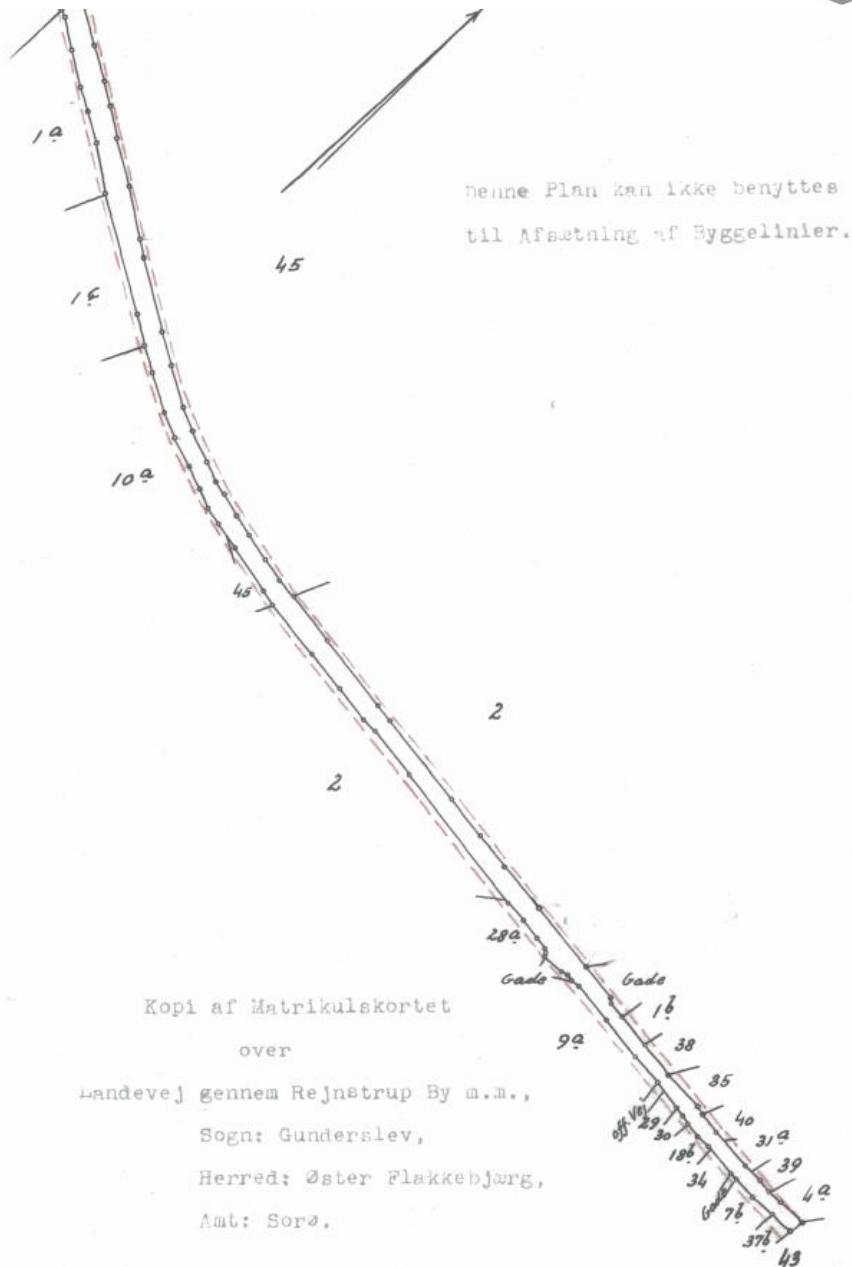 1a
Denne Plan kan ikke benyttes
til Afsætning af Byggelinier.
45
1c
10a
45
2
2
28a
Gade
Gade
1b
9a
38
35
off. Vej
29
40
30
31a
18b
39
34
4a
Gade
7b
37b
43
Kopi af Matrikulskortet
over
Landevej gennem Rejnstrup By m.m.,
Sogn: Gunderslev,
Herred: Øster Flakkebjærg,
Amt: Sorø.